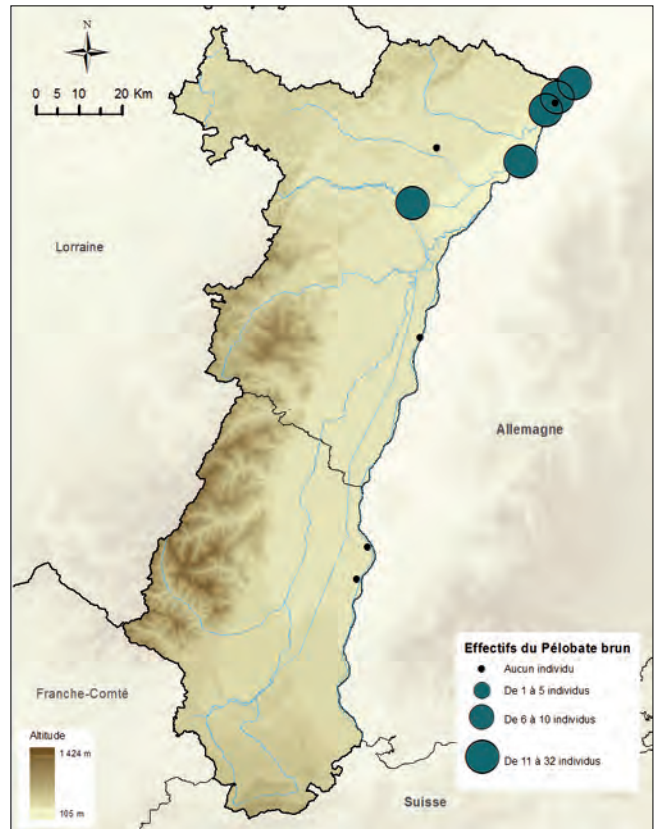 N
0 5 10 20 Km
Lorraine
Allemagne
Franche-Comté
Suisse
Altitude
1 424 m
105 m
Effectifs du Pélobate brun
Aucun individu
De 1 à 5 individus
De 6 à 10 individus
De 11 à 32 individus